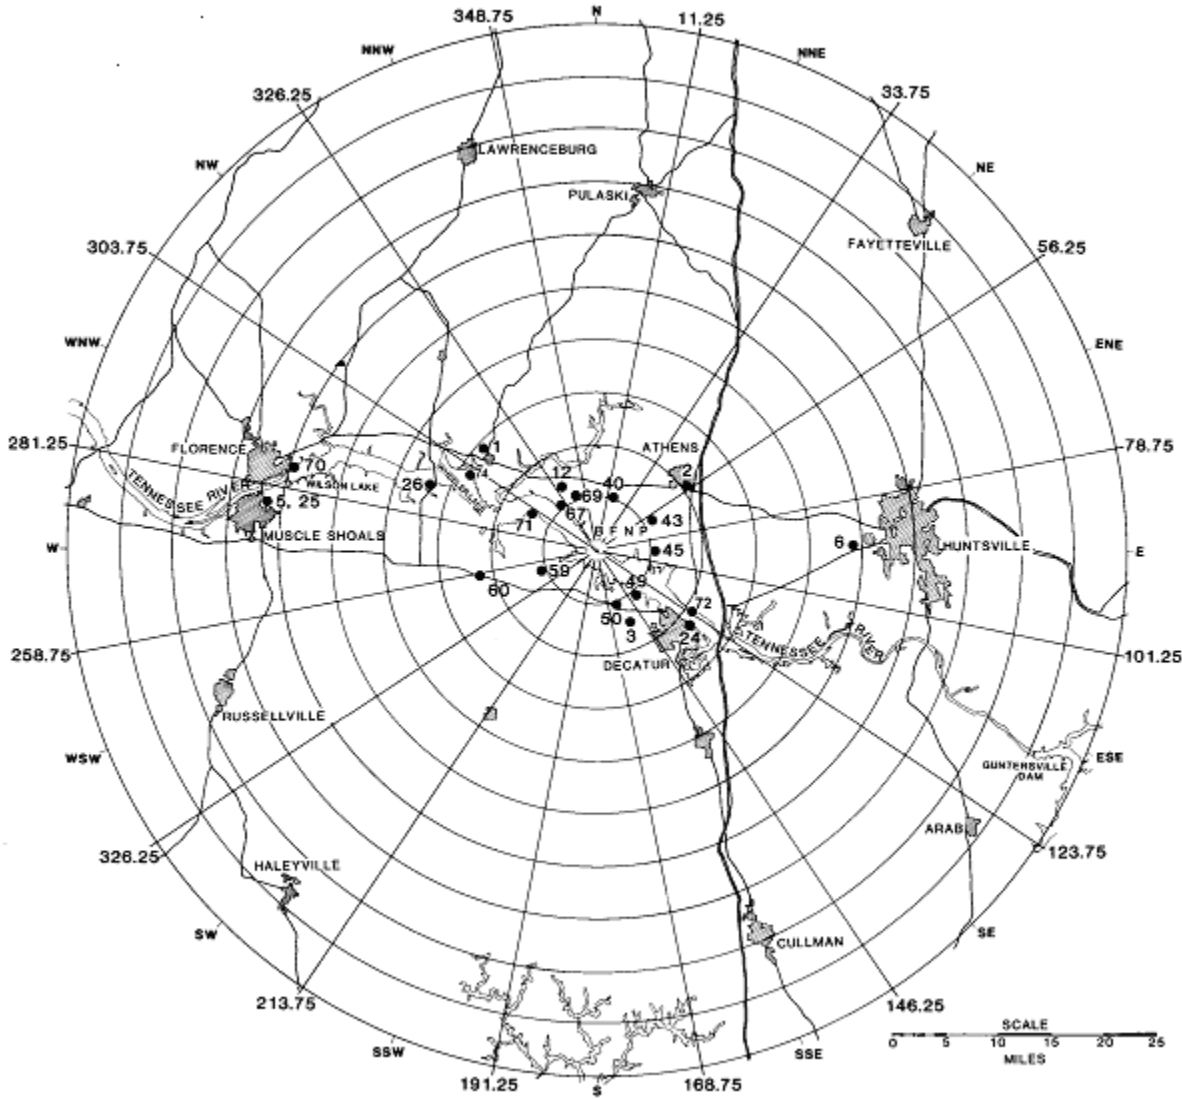 N
348.75
11.25
NNW
NNE
326.25
33.75
LAWRENCEBURG
NW
NE
PULASKI
FAYETTEVILLE
303.75
56.25
WNW
ENE
281.25
78.75
FLORENCE
ATHENS
1
70
74
12
2
WILSON LAKE
26
69
40
TENNESSEE RIVER
5. 25
67
71
43
BFNP
MUSCLE SHOALS
W
45
6
HUNTSVILLE
E
59
60
49
72
50
3
24
TENNESSEE RIVER
258.75
101.25
DECATUR
RUSSELLVILLE
WSW
ESE
GUNTERSVILLE
DAM
ARAB
326.25
123.75
HALEYVILLE
SW
SE
CULLMAN
213.75
146.25
SCALE
0 5 10 15 20 25
MILES
SSW
SSE
191.25
168.75
S